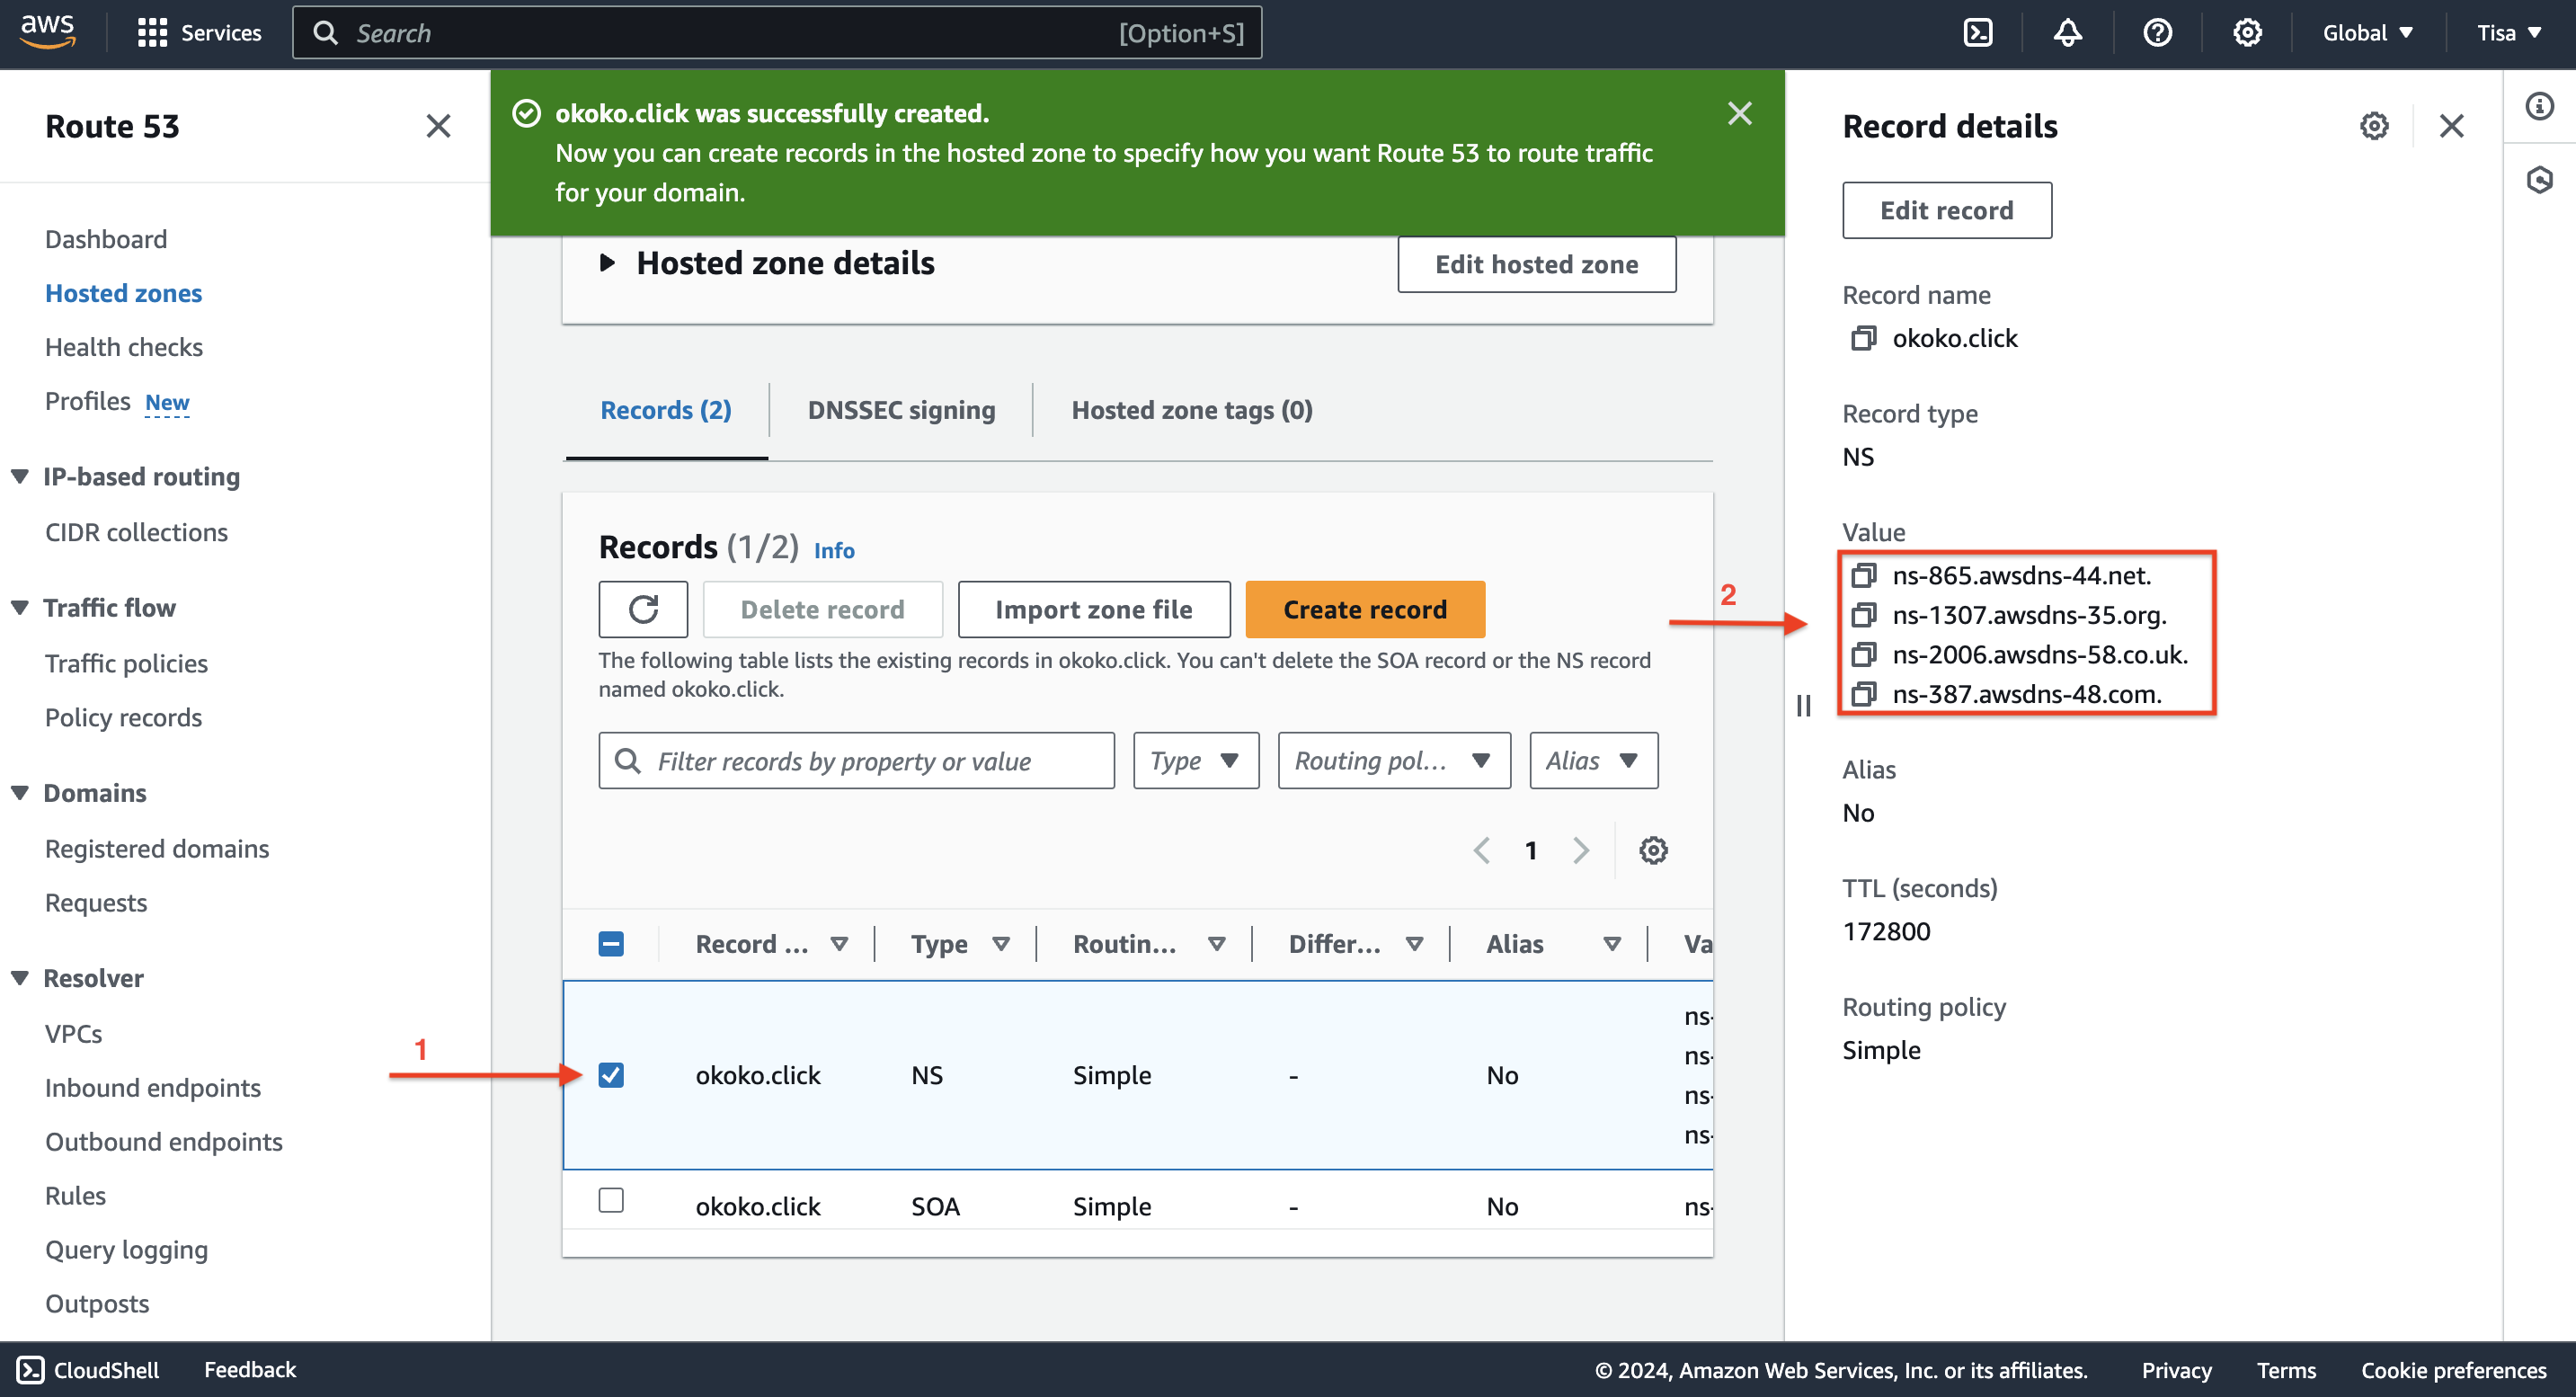 aws
Services
Search
[Option+S]
Global
Tisa
Route 53
Dashboard
Hosted zones
Health checks
Profiles New
IP-based routing
CIDR collections
Traffic flow
Traffic policies
Policy records
Domains
Registered domains
Requests
Resolver
VPCs
Inbound endpoints
Outbound endpoints
Rules
Query logging
Outposts
okoko.click was successfully created.
Now you can create records in the hosted zone to specify how you want Route 53 to route traffic
for your domain.
Hosted zone details
Edit hosted zone
Records (2)
DNSSEC signing
Hosted zone tags (0)
Records (1/2) Info
Delete record
Import zone file
Create record
The following table lists the existing records in okoko.click. You can't delete the SOA record or the NS record
named okoko.click.
Filter records by property or value
Type
Routing pol...
Alias
1
Record ... Type Routin... Differ... Alias Va
1
okoko.click NS Simple - No
ns-
ns-
ns-
ns-
okoko.click SOA Simple - No ns-
2
Record details
Edit record
Record name
okoko.click
Record type
NS
Value
ns-865.awsdns-44.net.
ns-1307.awsdns-35.org.
ns-2006.awsdns-58.co.uk.
ns-387.awsdns-48.com.
Alias
No
TTL (seconds)
172800
Routing policy
Simple
CloudShell
Feedback
© 2024, Amazon Web Services, Inc. or its affiliates.
Privacy
Terms
Cookie preferences